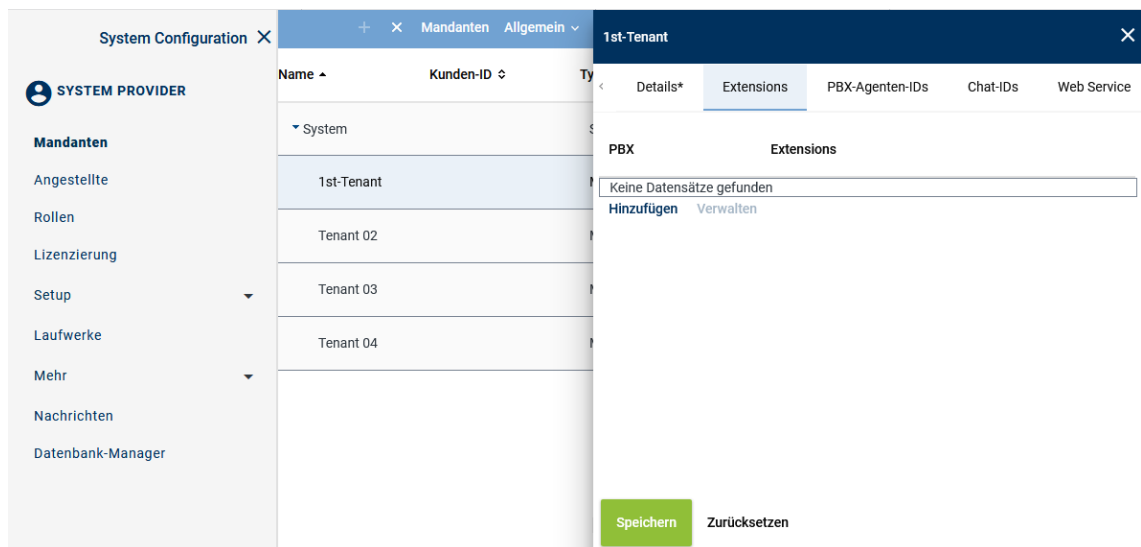 System Configuration
SYSTEM PROVIDER
Mandanten
Angestellte
Rollen
Lizenzierung
Setup
Laufwerke
Mehr
Nachrichten
Datenbank-Manager
Mandanten Allgemein
Name Kunden-ID Ty
System
1st-Tenant
Tenant 02
Tenant 03
Tenant 04
1st-Tenant
Details* Extensions PBX-Agenten-IDs Chat-IDs Web Service
PBX Extensions
Keine Datensätze gefunden
Hinzufügen Verwalten
Speichern Zurücksetzen